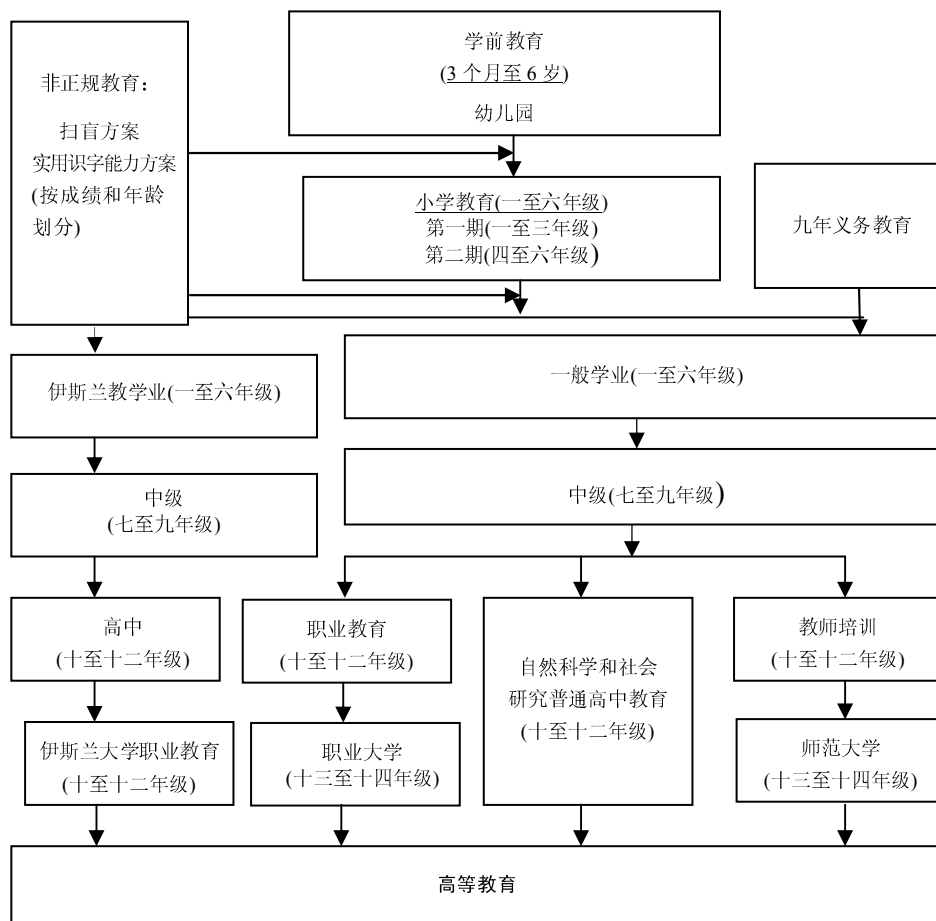 非正规教育：
扫盲方案
实用识字能力方案
(按成绩和年龄
划分)
学前教育
(3 个月至 6 岁)
幼儿园
小学教育(一至六年级)
第一期(一至三年级)
第二期(四至六年级)
九年义务教育
伊斯兰教学业(一至六年级)
一般学业(一至六年级)
中级
(七至九年级)
中级(七至九年级)
高中
(十至十二年级)
职业教育
(十至十二年级)
自然科学和社会
研究普通高中教育
(十至十二年级)
教师培训
(十至十二年级)
伊斯兰大学职业教育
(十至十二年级)
职业大学
(十三至十四年级)
师范大学
(十三至十四年级)
高等教育